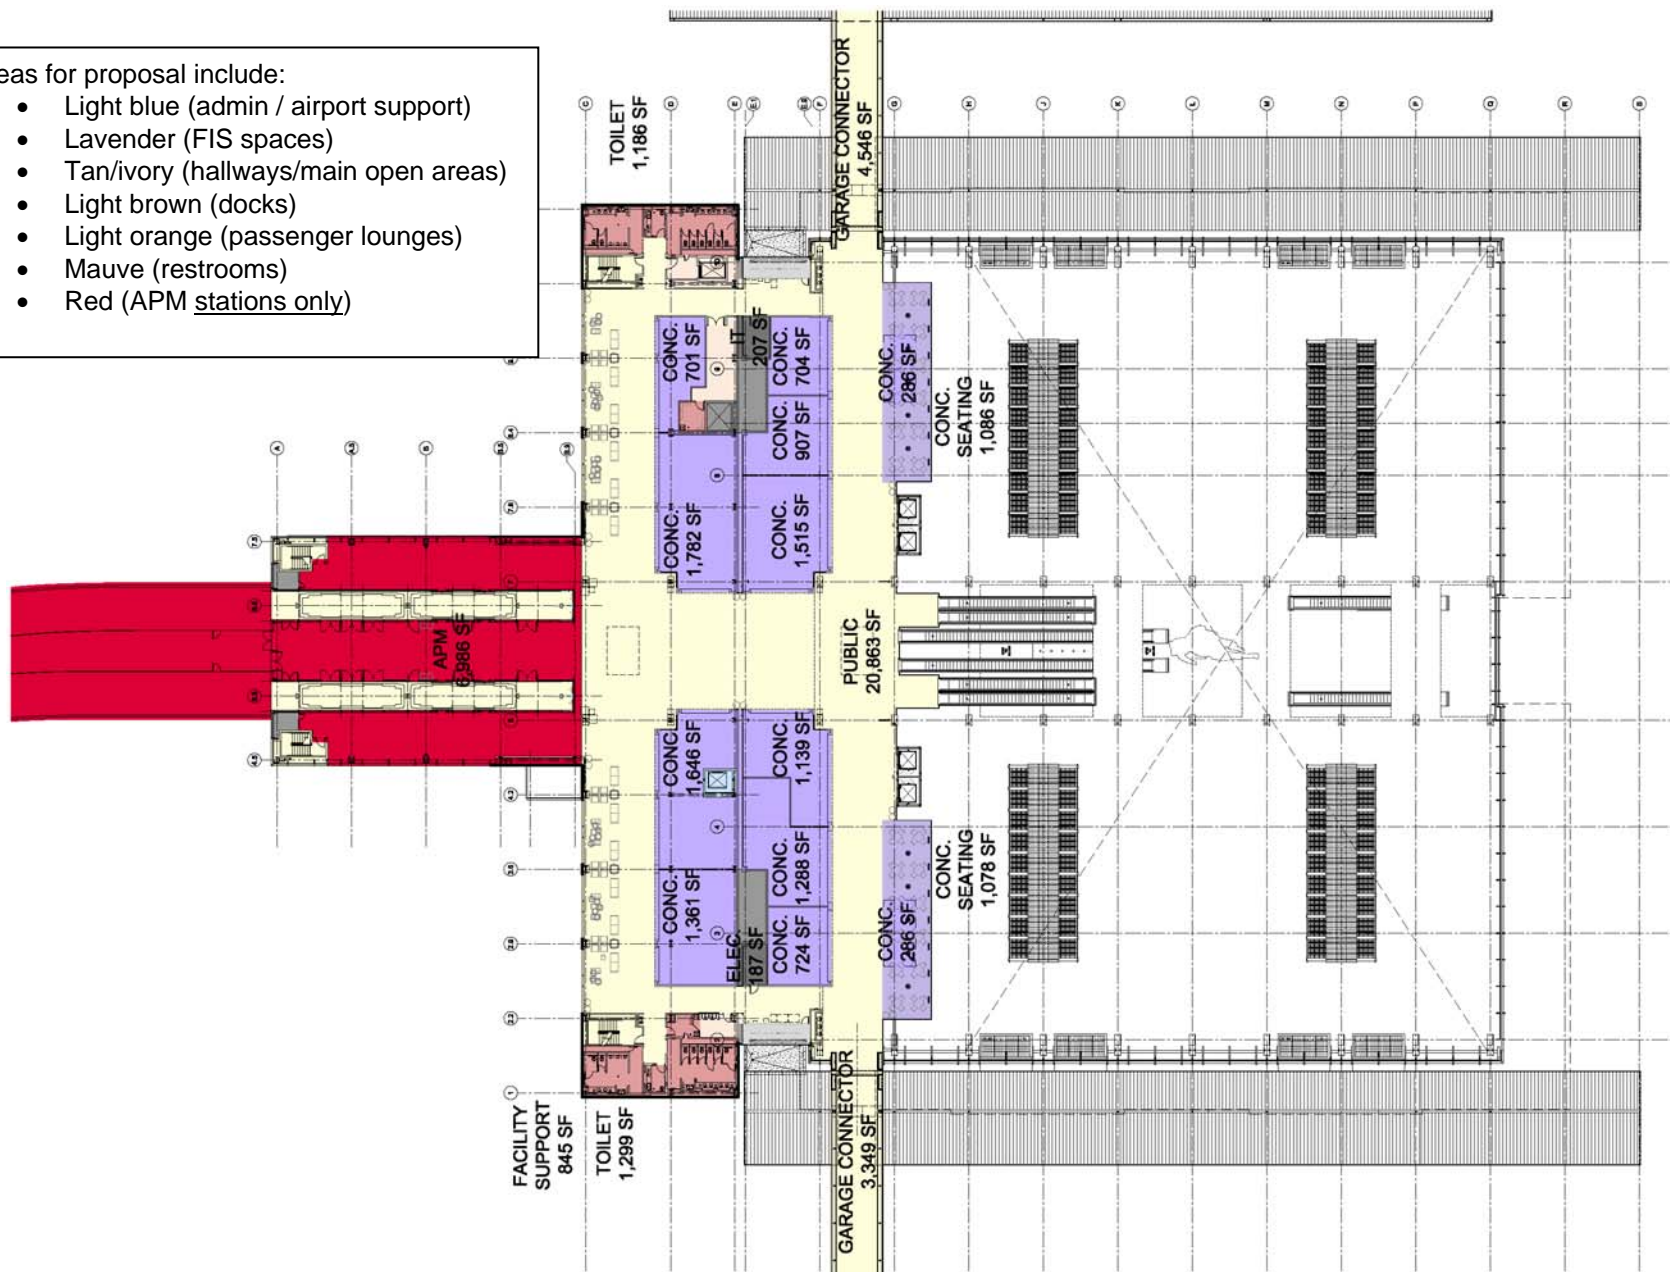 eas for proposal include:
• Light blue (admin / airport support)
• Lavender (FIS spaces)
• Tan/ivory (hallways/main open areas)
• Light brown (docks)
• Light orange (passenger lounges)
• Mauve (restrooms)
• Red (APM stations only)
TOILET
1,186 SF
GARAGE CONNECTOR
4,546 SF
C
D
E
F
G
H
J
K
L
M
N
P
Q
R
S
CONC.
701 SF
IT
207 SF
CONC.
704 SF
CONC.
286 SF
CONC.
SEATING
1,086 SF
CONC.
907 SF
CONC.
1,782 SF
CONC.
1,515 SF
A
B
APM
6,986 SF
PUBLIC
20,863 SF
CONC.
1,646 SF
CONC.
1,139 SF
CONC.
1,361 SF
CONC.
1,288 SF
ELEC.
187 SF
CONC.
724 SF
CONC.
286 SF
CONC.
SEATING
1,078 SF
FACILITY
SUPPORT
845 SF
TOILET
1,299 SF
GARAGE CONNECTOR
3,349 SF